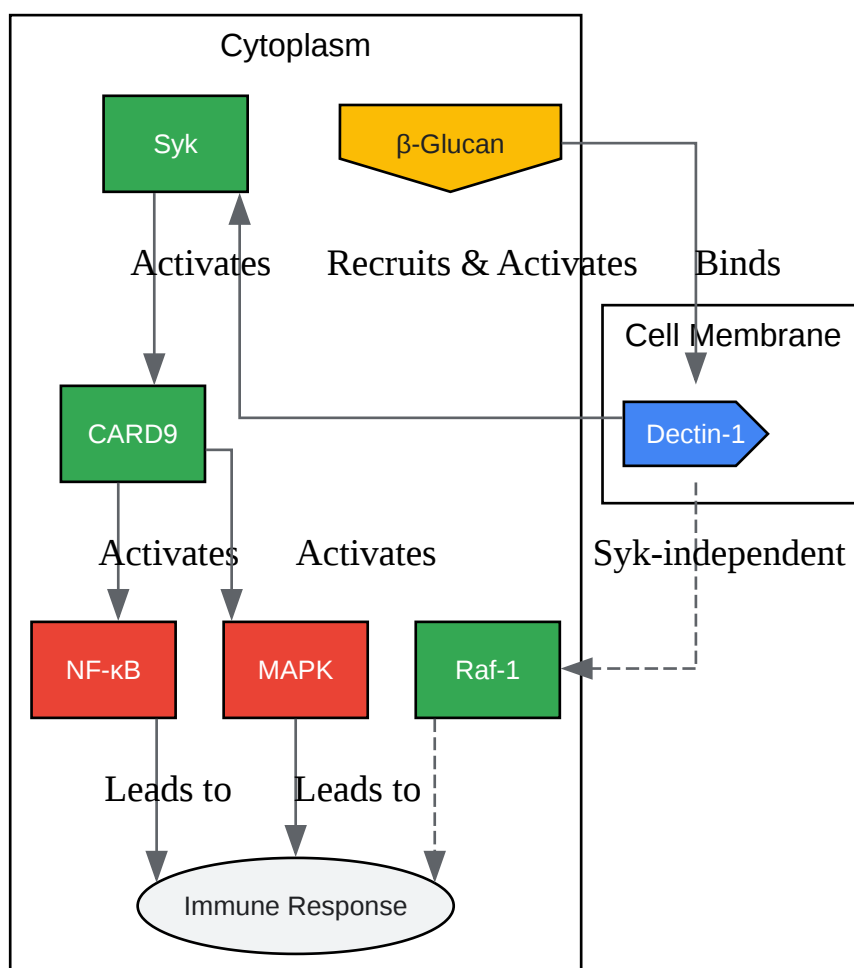 Cytoplasm
Syk
β-Glucan
Activates
Recruits & Activates
Binds
Cell Membrane
CARD9
Dectin-1
Activates
Activates
Syk-independent
NF-κB
MAPK
Raf-1
Leads to
Leads to
Immune Response